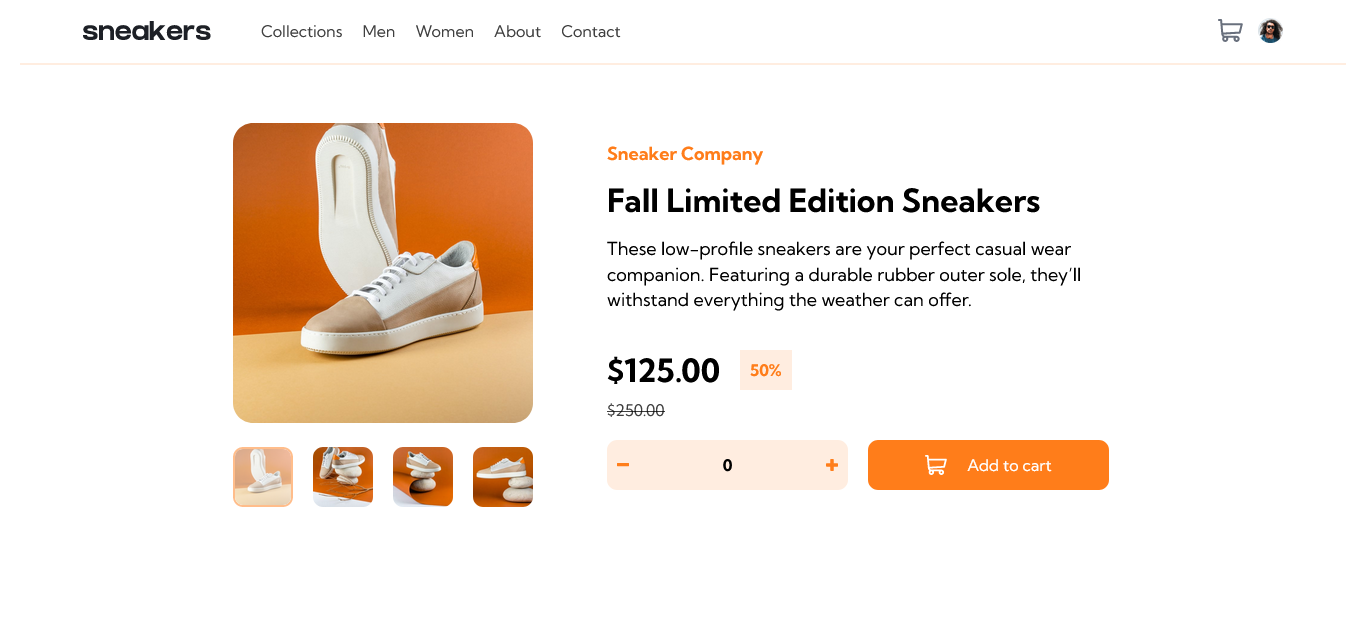 sneakers
Collections Men Women About Contact
Sneaker Company
Fall Limited Edition Sneakers
These low-profile sneakers are your perfect casual wear
companion. Featuring a durable rubber outer sole, they’ll
withstand everything the weather can offer.
$125.00 50%
$250.00
0
Add to cart